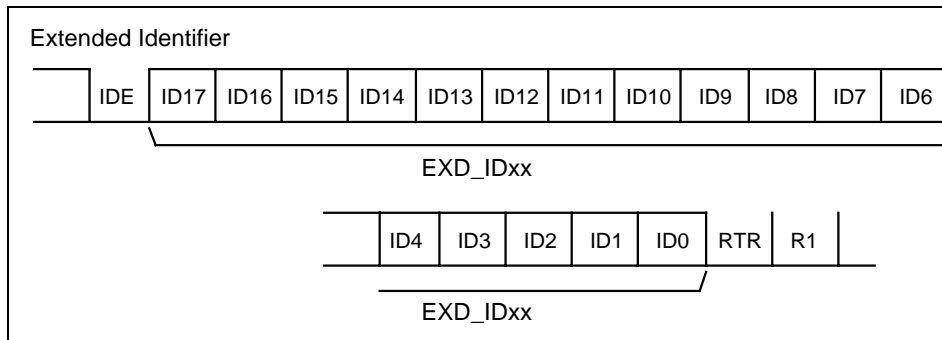 Extended Identifier
IDE ID17 ID16 ID15 ID14 ID13 ID12 ID11 ID10 ID9 ID8 ID7 ID6
EXD_IDxx
ID4 ID3 ID2 ID1 ID0 RTR R1
EXD_IDxx